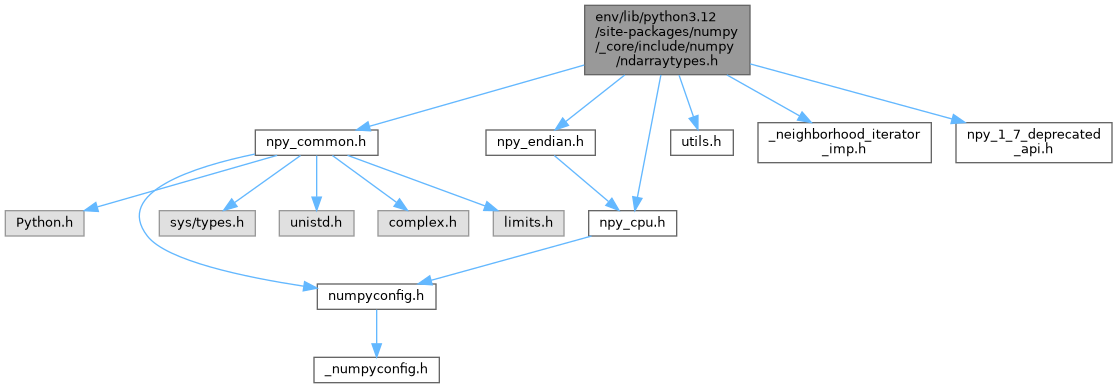 env/lib/python3.12
/site-packages/numpy
/_core/include/numpy
/ndarraytypes.h
npy_common.h
npy_endian.h
utils.h
_neighborhood_iterator
_imp.h
npy_1_7_deprecated
_api.h
Python.h
sys/types.h
unistd.h
complex.h
limits.h
npy_cpu.h
numpyconfig.h
_numpyconfig.h